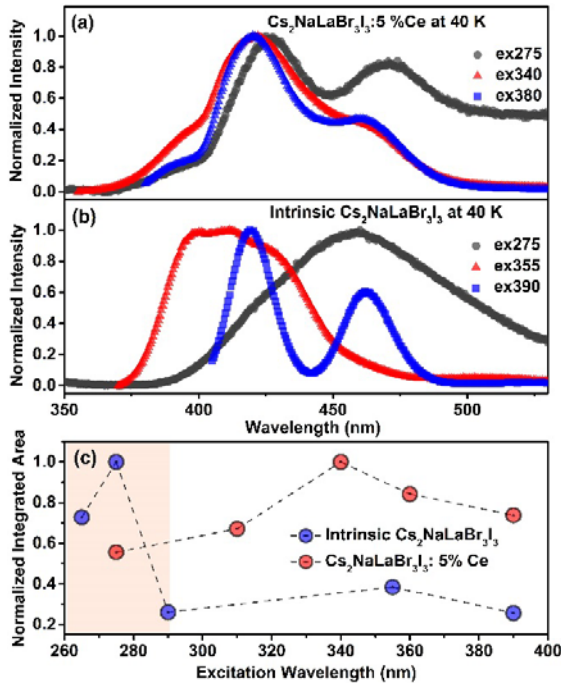 (a) Cs₂NaLaBr₃I₃:5 %Ce at 40 K
ex275
ex340
ex380
Normalized Intensity
1.0
0.8
0.6
0.4
0.2
0.0
(b) Intrinsic Cs₂NaLaBr₃I₃ at 40 K
ex275
ex355
ex390
Normalized Intensity
1.0
0.8
0.6
0.4
0.2
0.0
350 400 450 500
Wavelength (nm)
(c)
Intrinsic Cs₂NaLaBr₃I₃
Cs₂NaLaBr₃I₃: 5% Ce
Normalized Integrated Area
1.0
0.8
0.6
0.4
0.2
260 280 300 320 340 360 380 400
Excitation Wavelength (nm)